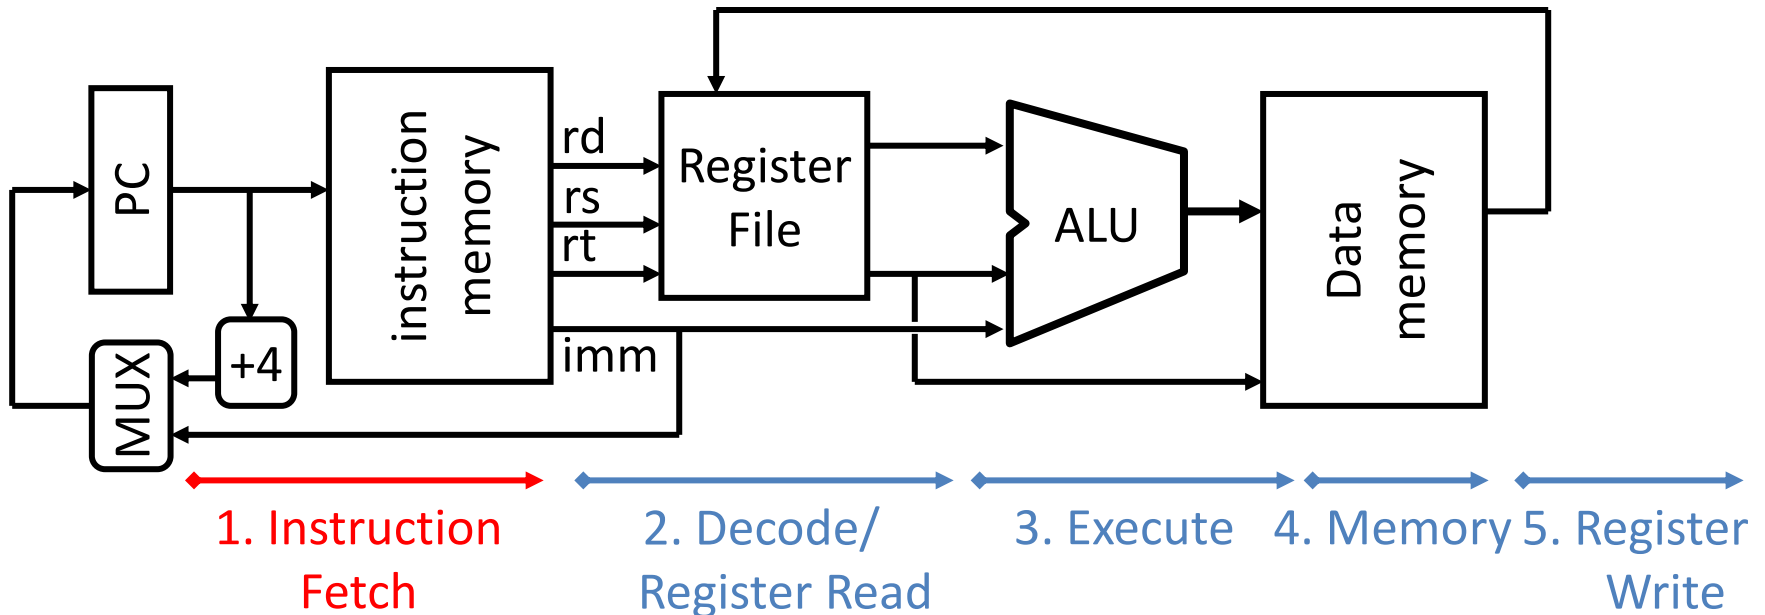 PC
MUX
+4
instruction
memory
rd
rs
rt
imm
Register
File
ALU
Data
memory
1. Instruction
Fetch
2. Decode/
Register Read
3. Execute
4. Memory
5. Register
Write